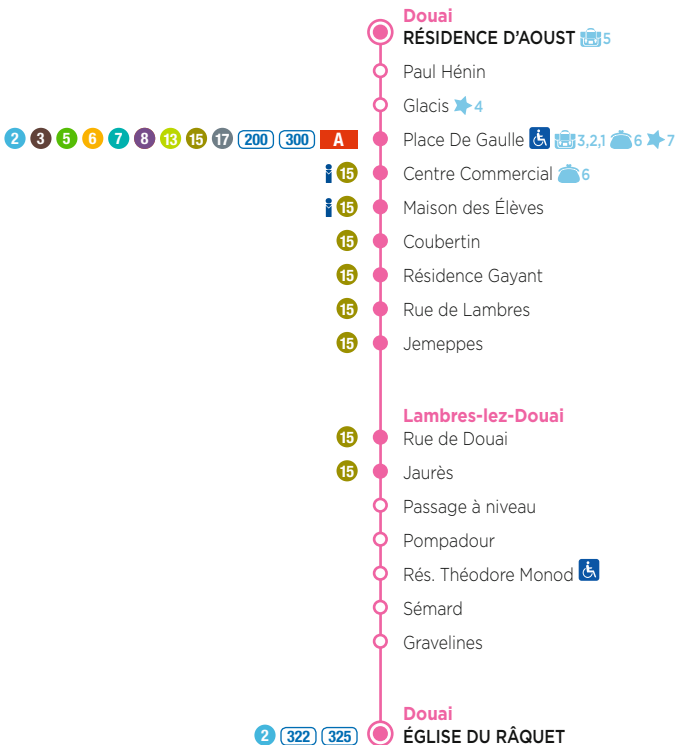 Douai
RÉSIDENCE D'AOUST 5
Paul Hénin
Glacis 4
2 3 5 6 7 8 13 15 17 200 300 A Place De Gaulle 3,2,1 6 7
15 Centre Commercial 6
15 Maison des Élèves
15 Coubertin
15 Résidence Gayant
15 Rue de Lambres
15 Jemeppes
Lambres-lez-Douai
15 Rue de Douai
15 Jaurès
Passage à niveau
Pompadour
Rés. Théodore Monod
Sémard
Gravelines
Douai
2 322 325 ÉGLISE DU RÂQUET